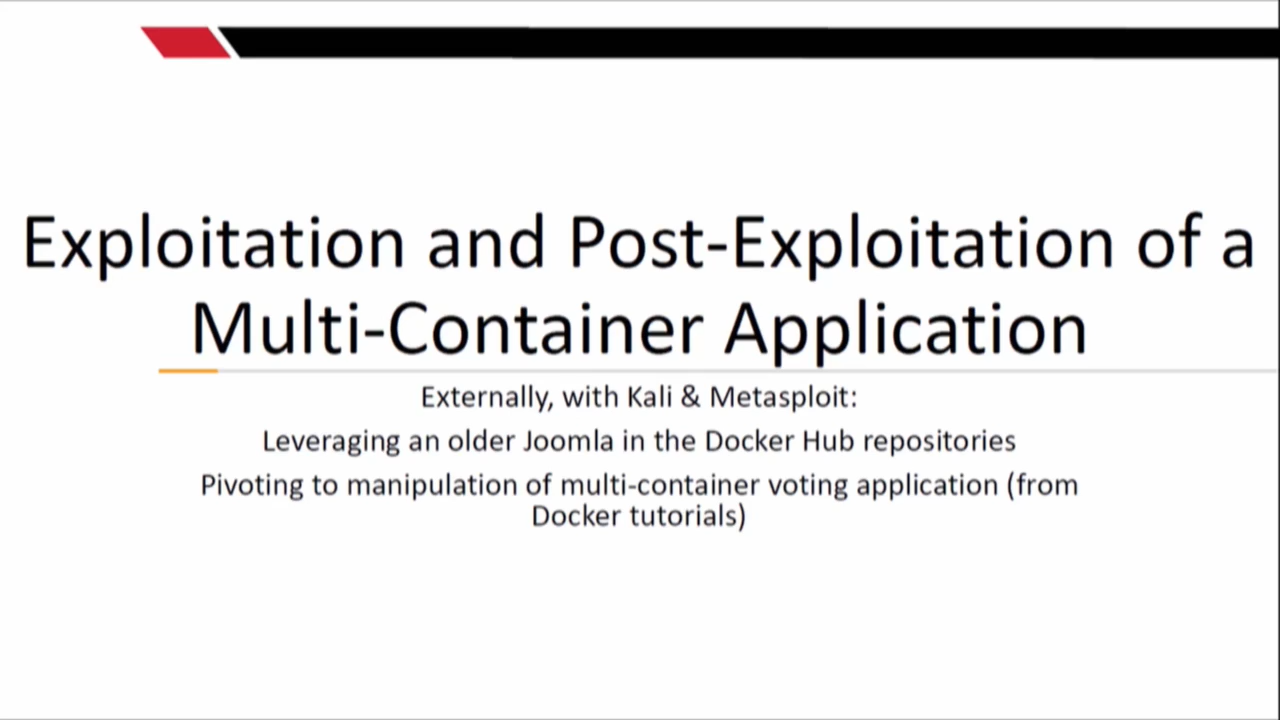 Exploitation and Post-Exploitation of a
Multi-Container Application
Externally, with Kali & Metasploit:
Leveraging an older Joomla in the Docker Hub repositories
Pivoting to manipulation of multi-container voting application (from
Docker tutorials)